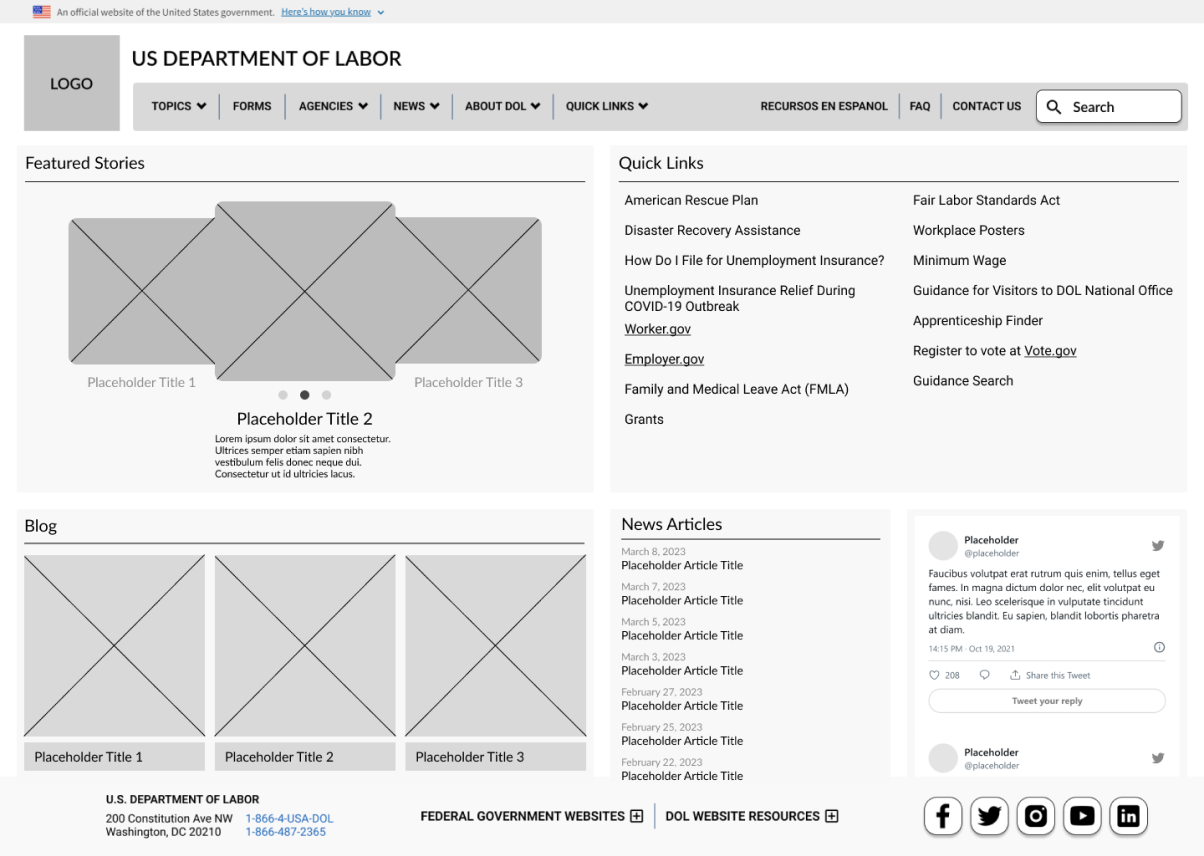 An official website of the United States government. Here's how you know
LOGO
US DEPARTMENT OF LABOR
TOPICS
FORMS
AGENCIES
NEWS
ABOUT DOL
QUICK LINKS
RECURSOS EN ESPANOL
FAQ
CONTACT US
Search
Featured Stories
Placeholder Title 1
Placeholder Title 3
Placeholder Title 2
Lorem ipsum dolor sit amet consectetur.
Ultrices semper etiam sapien nibh
vestibulum felis donec neque dui.
Consectetur ut id ultricies lacus.
Quick Links
American Rescue Plan
Disaster Recovery Assistance
How Do I File for Unemployment Insurance?
Unemployment Insurance Relief During
COVID-19 Outbreak
Worker.gov
Employer.gov
Family and Medical Leave Act (FMLA)
Grants
Fair Labor Standards Act
Workplace Posters
Minimum Wage
Guidance for Visitors to DOL National Office
Apprenticeship Finder
Register to vote at Vote.gov
Guidance Search
Blog
Placeholder Title 1
Placeholder Title 2
Placeholder Title 3
News Articles
March 8, 2023
Placeholder Article Title
March 7, 2023
Placeholder Article Title
March 5, 2023
Placeholder Article Title
March 3, 2023
Placeholder Article Title
February 27, 2023
Placeholder Article Title
February 25, 2023
Placeholder Article Title
February 22, 2023
Placeholder Article Title
Placeholder
@placeholder
Faucibus volutpat erat rutrum quis enim, tellus eget
fames. In magna dictum dolor nec, elit volutpat eu
nunc, nisi. Leo scelerisque in vulputate tincidunt
ultricies blandit. Eu sapien, blandit lobortis pharetra
at diam.
14:15 PM · Oct 19, 2021
208
Share this Tweet
Tweet your reply
Placeholder
@placeholder
U.S. DEPARTMENT OF LABOR
200 Constitution Ave NW
Washington, DC 20210
1-866-4-USA-DOL
1-866-487-2365
FEDERAL GOVERNMENT WEBSITES
DOL WEBSITE RESOURCES